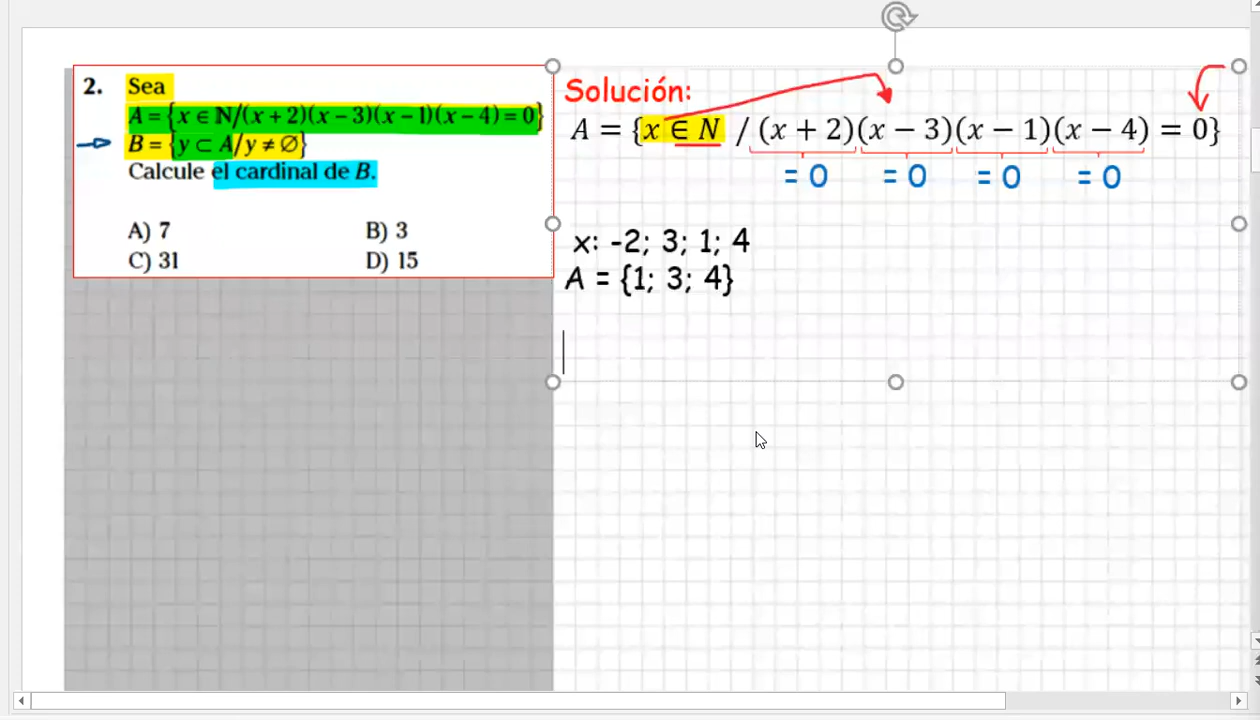 2. Sea
A = {x ∈ ℕ/(x + 2)(x − 3)(x − 1)(x − 4) = 0}
B = {y ⊂ A/y ≠ ∅}
Calcule el cardinal de B.
A) 7 B) 3
C) 31 D) 15
Solución:
A = {x ∈ N / (x + 2)(x − 3)(x − 1)(x − 4) = 0}
= 0 = 0 = 0 = 0
x: -2; 3; 1; 4
A = {1; 3; 4}